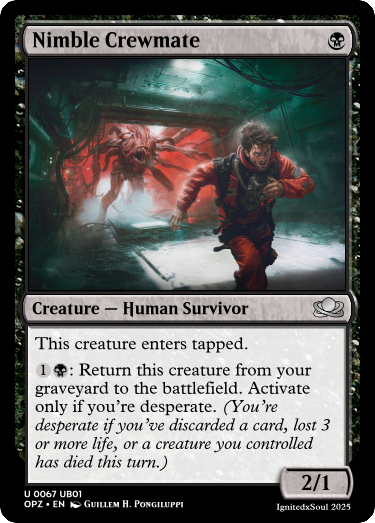 Nimble Crewmate
Creature — Human Survivor
This creature enters tapped.
1 : Return this creature from your
graveyard to the battlefield. Activate
only if you're desperate. (You're
desperate if you've discarded a card, lost 3
or more life, or a creature you controlled
has died this turn.)
2/1
U 0067 UB01
OPZ • EN Guillem H. Pongiluppi
IgnitedxSoul 2025